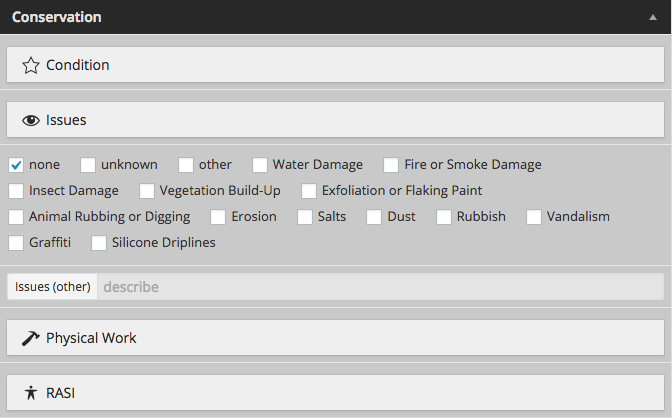 Conservation
Condition
Issues
none unknown other Water Damage Fire or Smoke Damage
Insect Damage Vegetation Build-Up Exfoliation or Flaking Paint
Animal Rubbing or Digging Erosion Salts Dust Rubbish Vandalism
Graffiti Silicone Driplines
Issues (other) describe
Physical Work
RASI